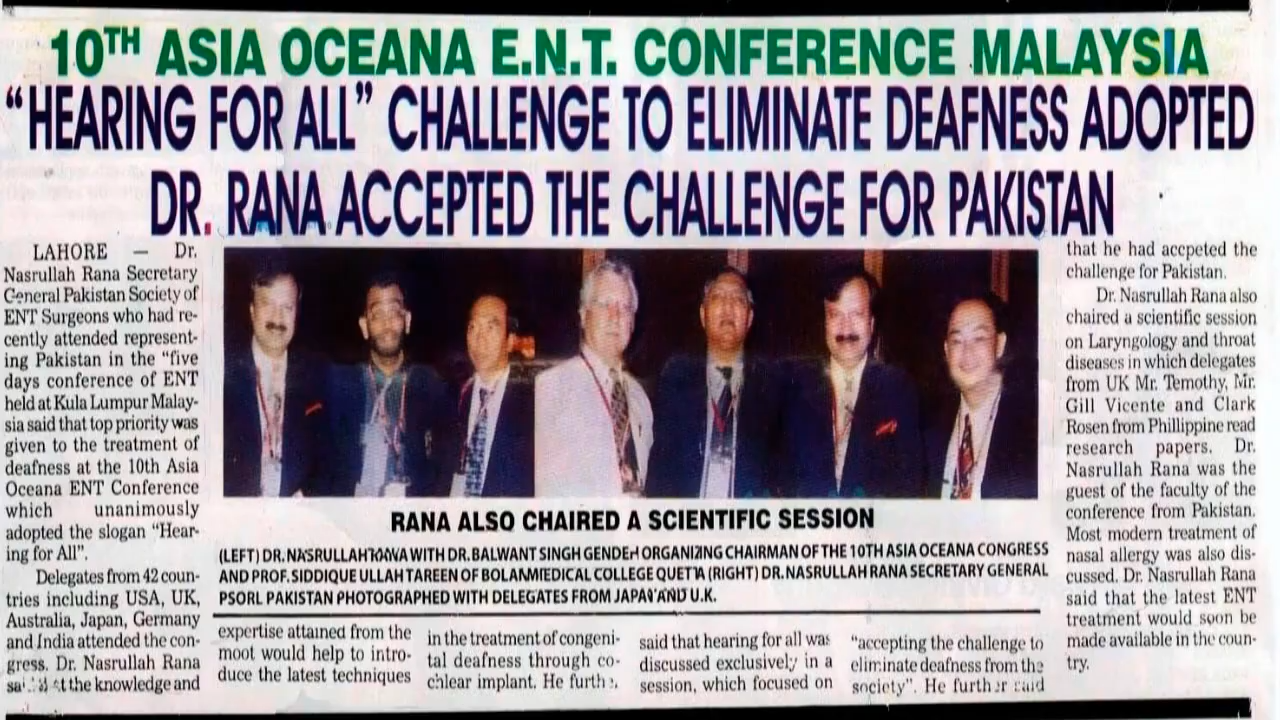 10TH ASIA OCEANA E.N.T. CONFERENCE MALAYSIA
“HEARING FOR ALL” CHALLENGE TO ELIMINATE DEAFNESS ADOPTED
DR. RANA ACCEPTED THE CHALLENGE FOR PAKISTAN
LAHORE — Dr.
Nasrullah Rana Secretary
General Pakistan Society of
ENT Surgeons who had re-
cently attended represent-
ing Pakistan in the “five
days conference of ENT
held at Kula Lumpur Malay-
sia said that top priority was
given to the treatment of
deafness at the 10th Asia
Oceana ENT Conference
which unanimously
adopted the slogan “Hear-
ing for All”.
Delegates from 42 coun-
tries including USA, UK,
Australia, Japan, Germany
and India attended the con-
gress. Dr. Nasrullah Rana
the knowledge and
RANA ALSO CHAIRED A SCIENTIFIC SESSION
(LEFT) DR. NASRULLAH RANA WITH DR. BALWANT SINGH GENDEH ORGANIZING CHAIRMAN OF THE 10TH ASIA OCEANA CONGRESS
AND PROF. SIDDIQUE ULLAH TAREEN OF BOLAN MEDICAL COLLEGE QUETTA (RIGHT) DR. NASRULLAH RANA SECRETARY GENERAL
PSORL PAKISTAN PHOTOGRAPHED WITH DELEGATES FROM JAPAN AND U.K.
expertise attained from the
moot would help to intro-
duce the latest techniques
in the treatment of congeni-
tal deafness through co-
chlear implant. He further
said that hearing for all was
discussed exclusively in a
session, which focused on
“accepting the challenge to
eliminate deafness from the
society”. He further said
that he had accpeted the
challenge for Pakistan.
Dr. Nasrullah Rana also
chaired a scientific session
on Laryngology and throat
diseases in which delegates
from UK Mr. Temothy, Mr.
Gill Vicente and Clark
Rosen from Phillippine read
research papers. Dr.
Nasrullah Rana was the
guest of the faculty of the
conference from Pakistan.
Most modern treatment of
nasal allergy was also dis-
cussed. Dr. Nasrullah Rana
said that the latest ENT
treatment would soon be
made available in the coun-
try.